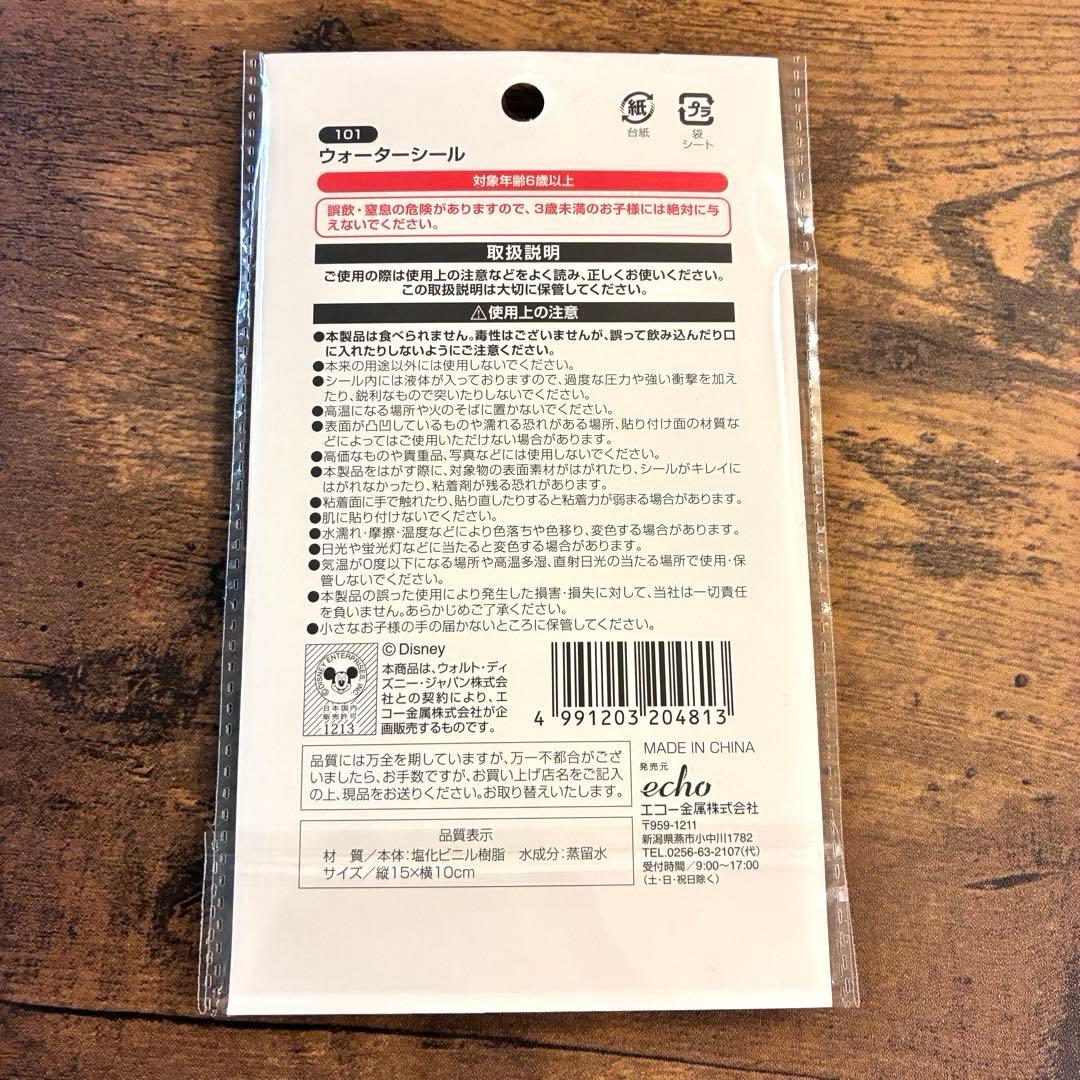 紙
プラ
台紙
袋
シート
101
ウォーターシール
対象年齢6歳以上
誤飲・窒息の危険がありますので、3歳未満のお子様には絶対に与
えないでください。
取扱説明
ご使用の際は使用上の注意などをよく読み、正しくお使いください。
この取扱説明は大切に保管してください。
⚠使用上の注意
●本製品は食べられません。毒性はございませんが、誤って飲み込んだり口
に入れたりしないようにご注意ください。
●本来の用途以外には使用しないでください。
●シール内には液体が入っておりますので、過度な圧力や強い衝撃を加え
たり、鋭利なもので突いたりしないでください。
●高温になる場所や火のそばに置かないでください。
●表面が凸凹しているものや濡れる恐れがある場所、貼り付け面の材質な
どによってはご使用いただけない場合があります。
●高価なものや貴重品、写真などには使用しないでください。
●本製品をはがす際に、対象物の表面素材がはがれたり、シールがキレイに
はがれなかったり、粘着剤が残る恐れがあります。
●粘着面に手で触れたり、貼り直したりすると粘着力が弱まる場合があります。
●肌に貼り付けないでください。
●水濡れ・摩擦・温度などにより色落ちや色移り、変色する場合があります。
●日光や蛍光灯などに当たると変色する場合があります。
●気温が0度以下になる場所や高温多湿、直射日光の当たる場所で使用・保
管しないでください。
●本製品の誤った使用により発生した損害・損失に対して、当社は一切責任
を負いません。あらかじめご了承ください。
●小さなお子様の手の届かないところに保管してください。
©DISNEY ENTERPRISES, INC.
日本国内
販売許可
1213
© Disney
本商品は、ウォルト・ディ
ズニー・ジャパン株式会
社との契約により、エ
コー金属株式会社が企
画販売するものです。
4 991203 204813
品質には万全を期していますが、万一不都合がござ
いましたら、お手数ですが、お買い上げ店名をご記入
の上、現品をお送りください。お取り替えいたします。
MADE IN CHINA
発売元
echo
エコー金属株式会社
〒959-1211
新潟県燕市小中川1782
TEL.0256-63-2107(代)
受付時間／9:00〜17:00
(土・日・祝日除く)
品質表示
材 質／本体:塩化ビニル樹脂 水成分:蒸留水
サイズ／縦15×横10cm